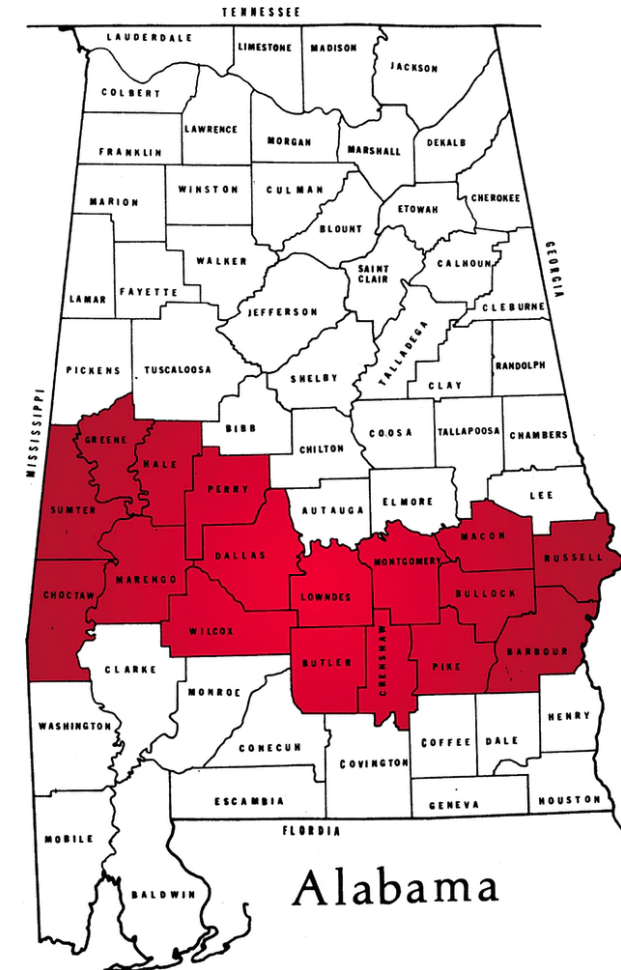 TENNESSEE
LAUDERDALE
LIMESTONE
MADISON
JACKSON
COLBERT
LAWRENCE
FRANKLIN
MORGAN
MARSHALL
DEKALB
MARION
WINSTON
CULMAN
ETOWAH
CHEROKEE
BLOUNT
WALKER
SAINT
CLAIR
CALHOUN
GEORGIA
LAMAR
FAYETTE
JEFFERSON
CLEBURNE
TALLADEGA
PICKENS
TUSCALOOSA
SHELBY
CLAY
RANDOLPH
MISSISSIPPI
GREENE
BIBB
CHILTON
COOSA
TALLAPOOSA
CHAMBERS
HALE
PERRY
SUMTER
AUTAUGA
ELMORE
LEE
DALLAS
MACON
MONTGOMERY
RUSSELL
CHOCTAW
MARENGO
LOWNDES
BULLOCK
WILCOX
BUTLER
CRENSHAW
PIKE
BARBOUR
CLARKE
MONROE
WASHINGTON
CONECUH
COVINGTON
COFFEE
DALE
HENRY
ESCAMBIA
GENEVA
HOUSTON
MOBILE
FLORDIA
BALDWIN
Alabama